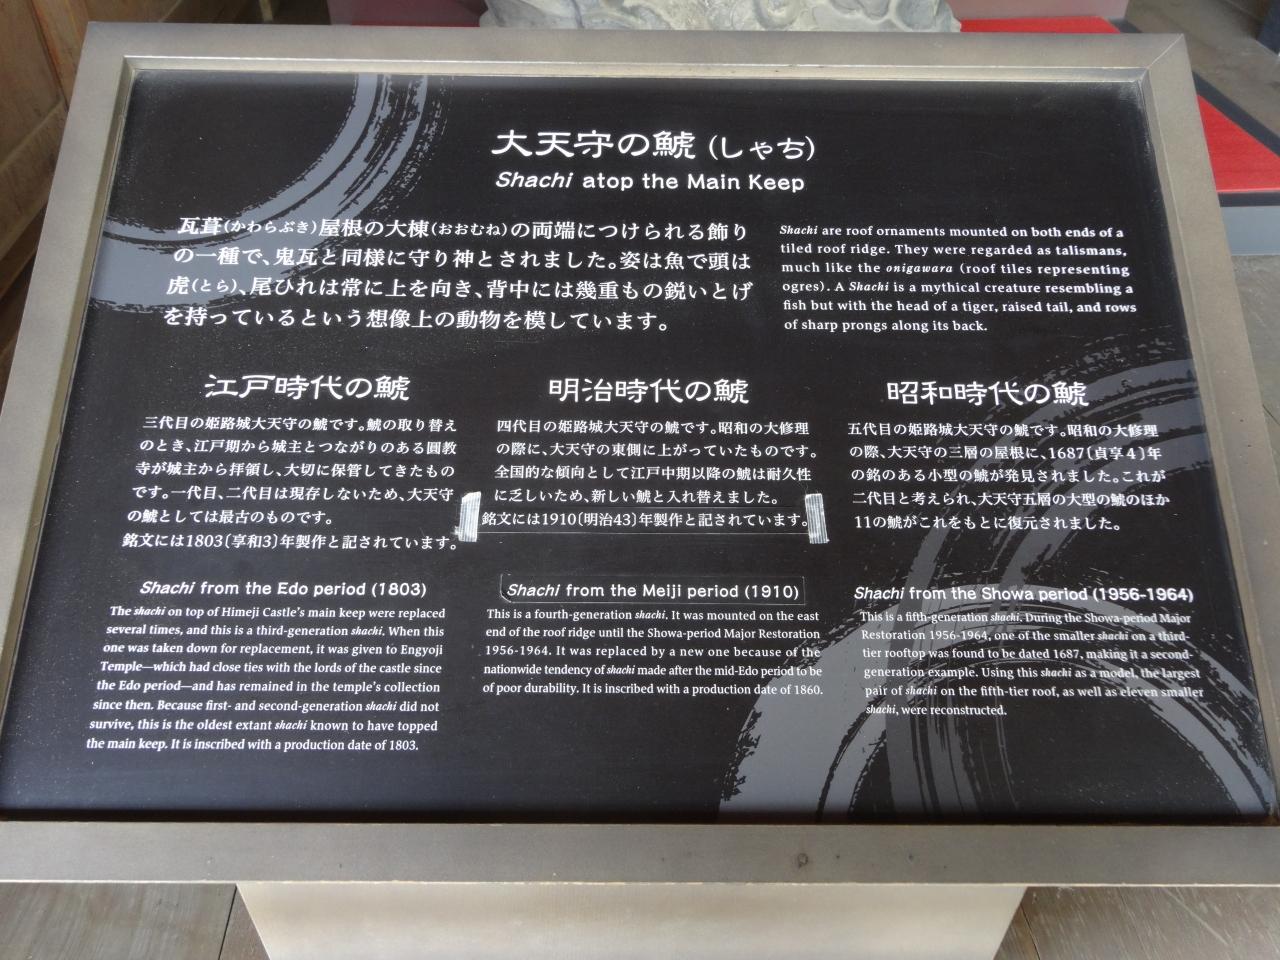 大天守の鯱(しゃち)
Shachi atop the Main Keep
瓦葺(かわらぶき)屋根の大棟(おおむね)の両端につけられる飾り
の一種で、鬼瓦と同様に守り神とされました。姿は魚で頭は
虎(とら)、尾ひれは常に上を向き、背中には幾重もの鋭いとげ
を持っているという想像上の動物を模しています。
Shachi are roof ornaments mounted on both ends of a
tiled roof ridge. They were regarded as talismans,
much like the onigawara (roof tiles representing
ogres). A Shachi is a mythical creature resembling a
fish but with the head of a tiger, raised tail, and rows
of sharp prongs along its back.
江戸時代の鯱
三代目の姫路城大天守の鯱です。鯱の取り替え
のとき、江戸期から城主とつながりのある圓教
寺が城主から拝領し、大切に保管してきたもの
です。一代目、二代目は現存しないため、大天守
の鯱としては最古のものです。
銘文には1803〔享和3〕年製作と記されています。
Shachi from the Edo period (1803)
The shachi on top of Himeji Castle's main keep were replaced
several times, and this is a third-generation shachi. When this
one was taken down for replacement, it was given to Engyoji
Temple—which had close ties with the lords of the castle since
the Edo period—and has remained in the temple's collection
since then. Because first- and second-generation shachi did not
survive, this is the oldest extant shachi known to have topped
the main keep. It is inscribed with a production date of 1803.
明治時代の鯱
四代目の姫路城大天守の鯱です。昭和の大修理
の際に、大天守の東側に上がっていたものです。
全国的な傾向として江戸中期以降の鯱は耐久性
に乏しいため、新しい鯱と入れ替えました。
銘文には1910〔明治43〕年製作と記されています。
Shachi from the Meiji period (1910)
This is a fourth-generation shachi. It was mounted on the east
end of the roof ridge until the Showa-period Major Restoration
1956-1964. It was replaced by a new one because of the
nationwide tendency of shachi made after the mid-Edo period to be
of poor durability. It is inscribed with a production date of 1860.
昭和時代の鯱
五代目の姫路城大天守の鯱です。昭和の大修理
の際、大天守の三層の屋根に、1687〔貞享4〕年
の銘のある小型の鯱が発見されました。これが
二代目と考えられ、大天守五層の大型の鯱のほか
11の鯱がこれをもとに復元されました。
Shachi from the Showa period (1956-1964)
This is a fifth-generation shachi. During the Showa-period Major
Restoration 1956-1964, one of the smaller shachi on a third-
tier rooftop was found to be dated 1687, making it a second-
generation example. Using this shachi as a model, the largest
pair of shachi on the fifth-tier roof, as well as eleven smaller
shachi, were reconstructed.